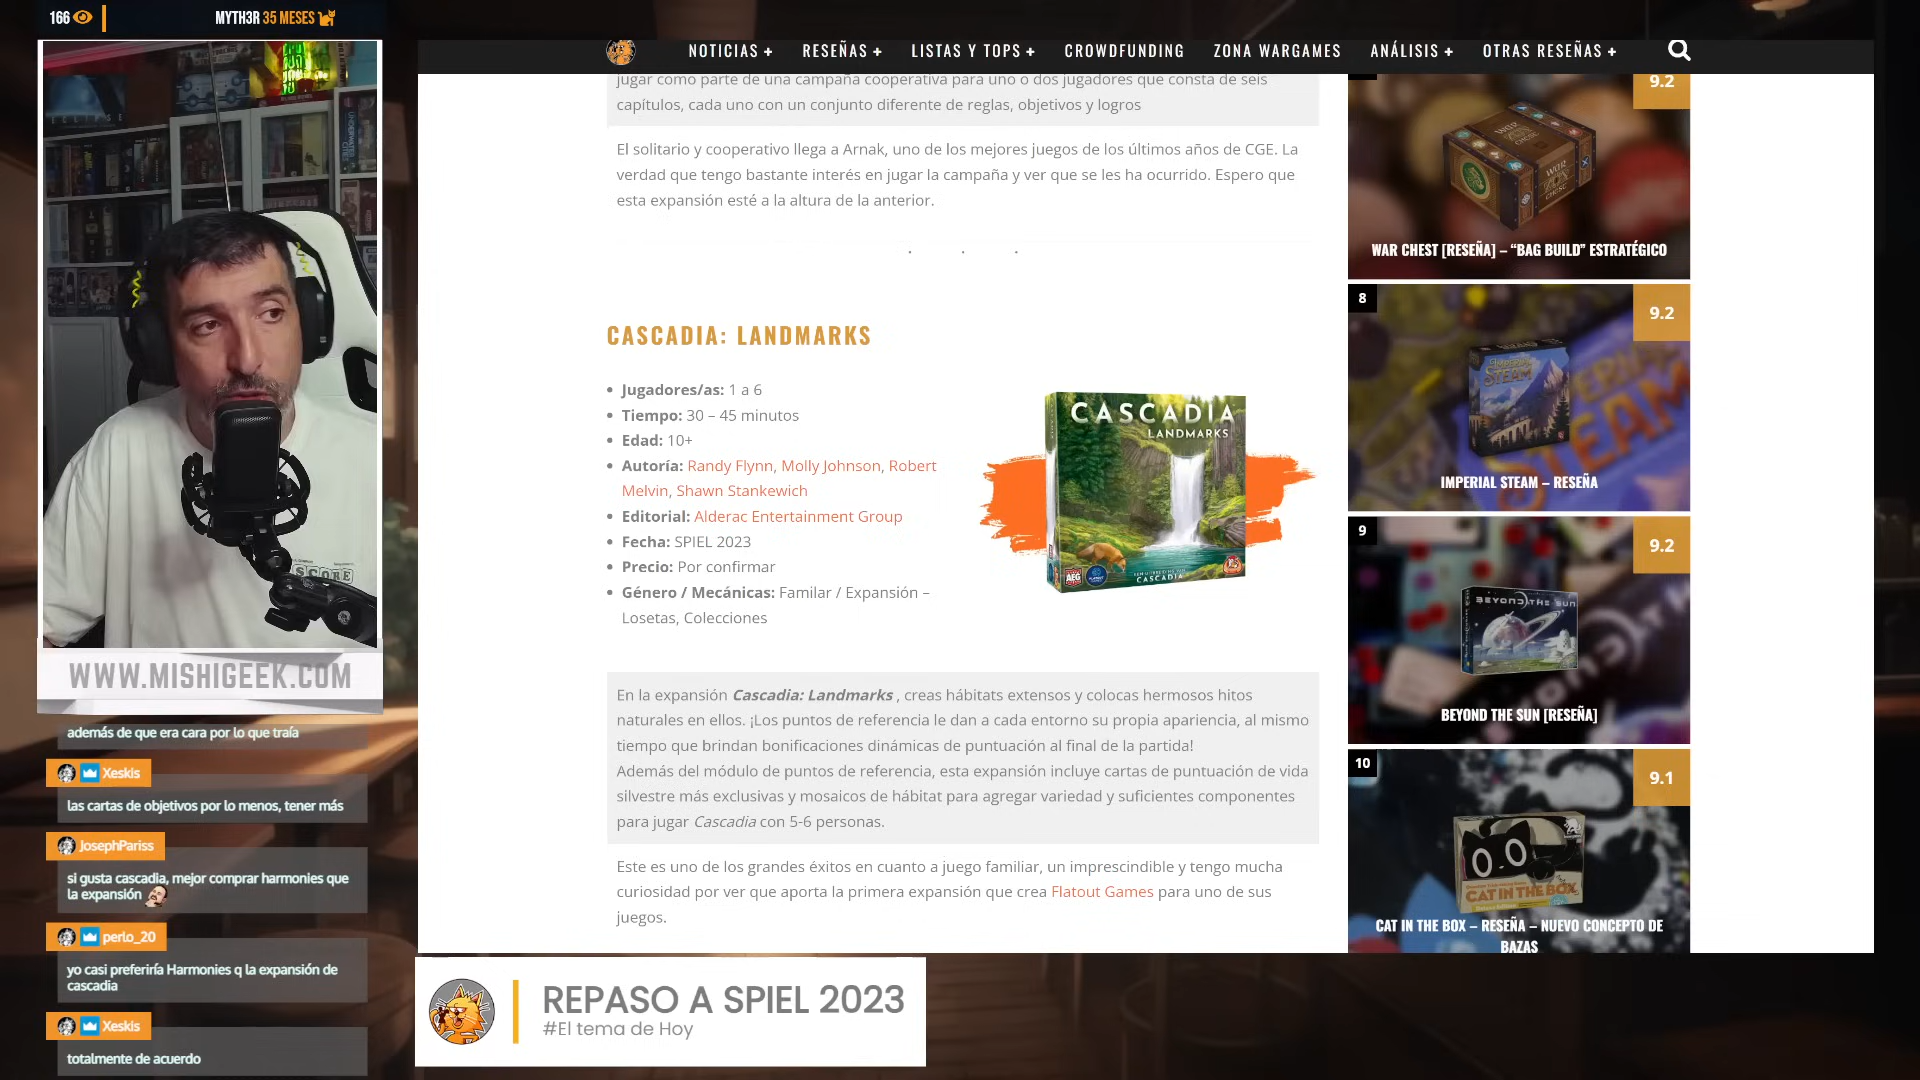 166
MYTH3R 35 MESES
NOTICIAS +
RESEÑAS +
LISTAS Y TOPS +
CROWDFUNDING
ZONA WARGAMES
ANÁLISIS +
OTRAS RESEÑAS +
jugar como parte de una campaña cooperativa para uno o dos jugadores que consta de seis
capítulos, cada uno con un conjunto diferente de reglas, objetivos y logros
El solitario y cooperativo llega a Arnak, uno de los mejores juegos de los últimos años de CGE. La
verdad que tengo bastante interés en jugar la campaña y ver que se les ha ocurrido. Espero que
esta expansión esté a la altura de la anterior.
. . .
CASCADIA: LANDMARKS
• Jugadores/as: 1 a 6
• Tiempo: 30 – 45 minutos
• Edad: 10+
• Autoría: Randy Flynn, Molly Johnson, Robert
Melvin, Shawn Stankewich
• Editorial: Alderac Entertainment Group
• Fecha: SPIEL 2023
• Precio: Por confirmar
• Género / Mecánicas: Familar / Expansión –
Losetas, Colecciones
CASCADIA
LANDMARKS
AEG
CASCADIA
En la expansión Cascadia: Landmarks , creas hábitats extensos y colocas hermosos hitos
naturales en ellos. ¡Los puntos de referencia le dan a cada entorno su propia apariencia, al mismo
tiempo que brindan bonificaciones dinámicas de puntuación al final de la partida!
Además del módulo de puntos de referencia, esta expansión incluye cartas de puntuación de vida
silvestre más exclusivas y mosaicos de hábitat para agregar variedad y suficientes componentes
para jugar Cascadia con 5-6 personas.
Este es uno de los grandes éxitos en cuanto a juego familiar, un imprescindible y tengo mucha
curiosidad por ver que aporta la primera expansión que crea Flatout Games para uno de sus
juegos.
9.2
WAR CHEST
WAR CHEST [RESEÑA] – “BAG BUILD” ESTRATÉGICO
8
9.2
IMPERIAL STEAM
IMPERIAL STEAM – RESEÑA
9
9.2
BEYOND THE SUN
BEYOND THE SUN [RESEÑA]
10
9.1
CAT IN THE BOX
CAT IN THE BOX – RESEÑA – NUEVO CONCEPTO DE
BAZAS
SCORE
WWW.MISHIGEEK.COM
además de que era cara por lo que traía
Xeskis
las cartas de objetivos por lo menos, tener más
JosephPariss
si gusta cascadia, mejor comprar harmonies que
la expansión
perlo_20
yo casi preferiría Harmonies q la expansión de
cascadia
Xeskis
totalmente de acuerdo
REPASO A SPIEL 2023
#El tema de Hoy